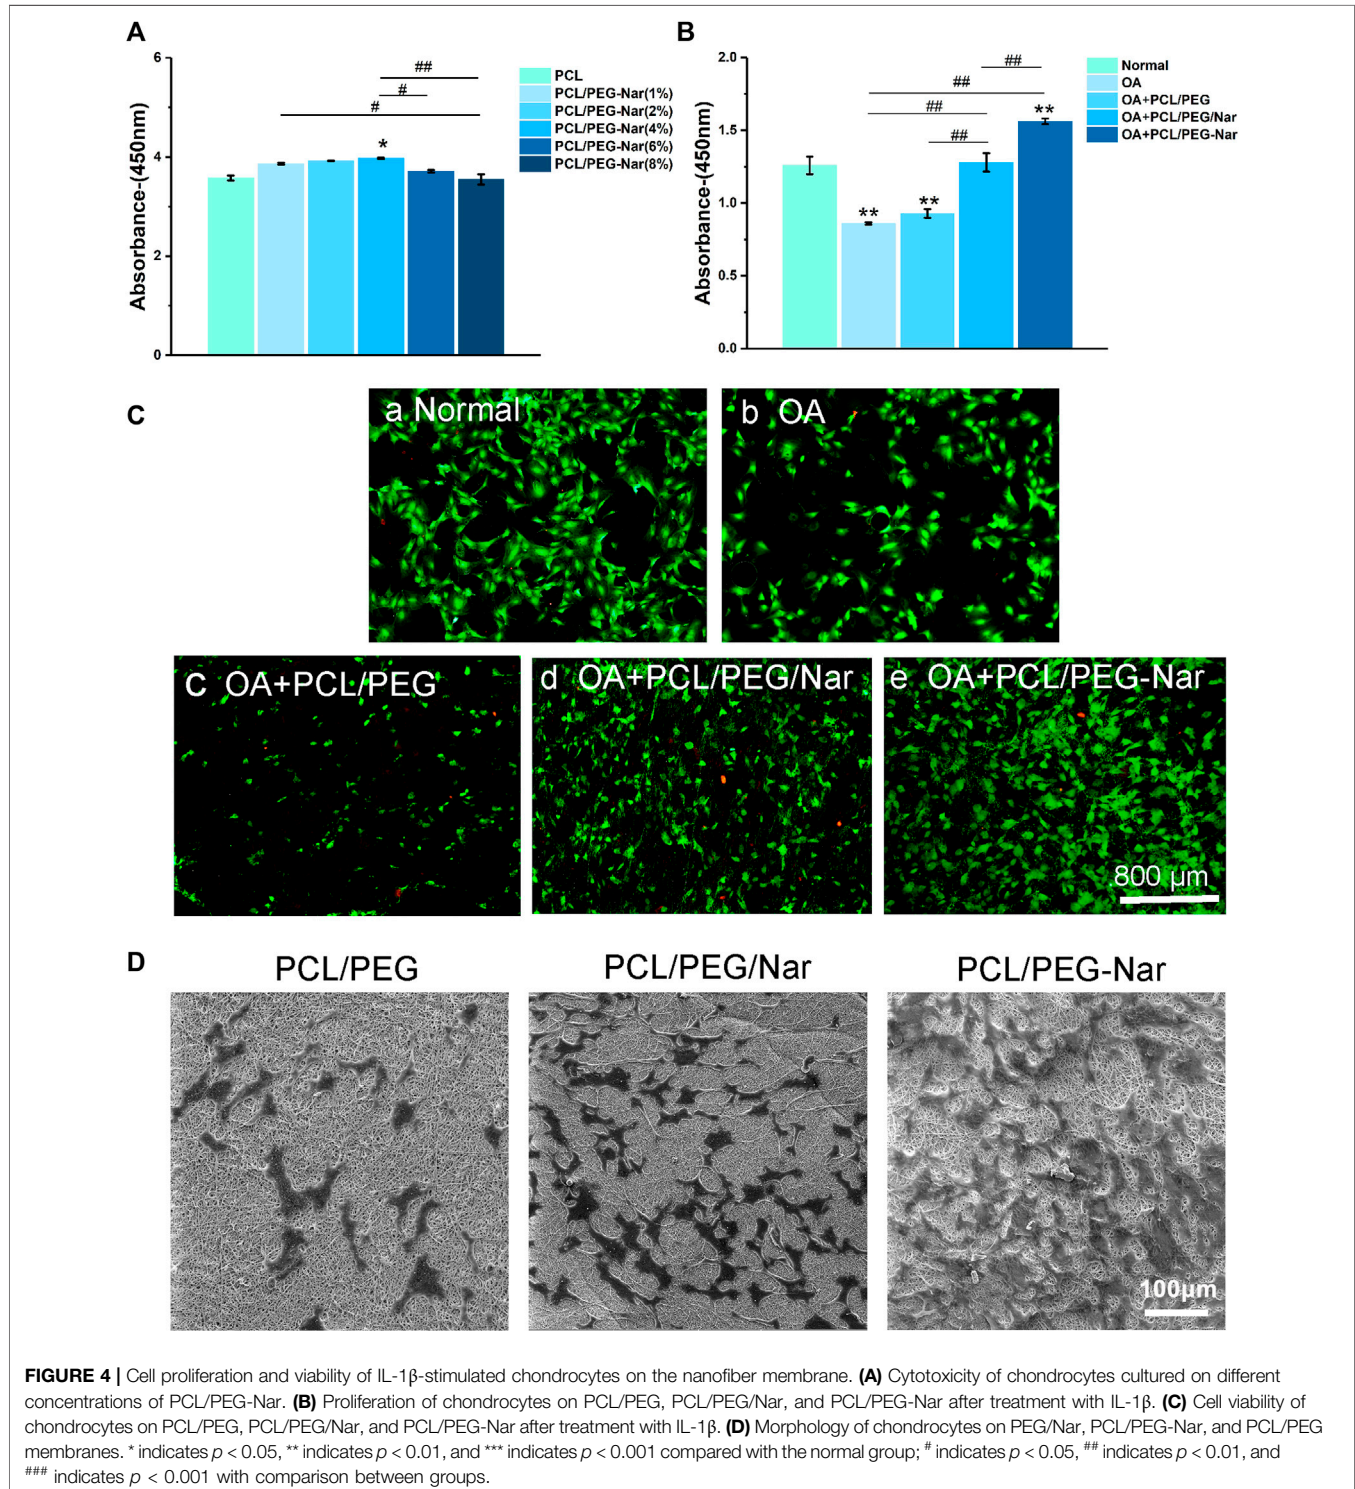 A
Absorbance-(450nm)
6
4
2
0
##
#
#
*
PCL
PCL/PEG-Nar(1%)
PCL/PEG-Nar(2%)
PCL/PEG-Nar(4%)
PCL/PEG-Nar(6%)
PCL/PEG-Nar(8%)
B
Absorbance-(450nm)
2.0
1.5
1.0
0.5
0.0
##
##
##
##
**
**
**
Normal
OA
OA+PCL/PEG
OA+PCL/PEG/Nar
OA+PCL/PEG-Nar
C
a Normal
b OA
c OA+PCL/PEG
d OA+PCL/PEG/Nar
e OA+PCL/PEG-Nar
800 μm
D
PCL/PEG
PCL/PEG/Nar
PCL/PEG-Nar
100μm
FIGURE 4 | Cell proliferation and viability of IL-1β-stimulated chondrocytes on the nanofiber membrane. (A) Cytotoxicity of chondrocytes cultured on different
concentrations of PCL/PEG-Nar. (B) Proliferation of chondrocytes on PCL/PEG, PCL/PEG/Nar, and PCL/PEG-Nar after treatment with IL-1β. (C) Cell viability of
chondrocytes on PCL/PEG, PCL/PEG/Nar, and PCL/PEG-Nar after treatment with IL-1β. (D) Morphology of chondrocytes on PEG/Nar, PCL/PEG-Nar, and PCL/PEG
membranes. * indicates p < 0.05, ** indicates p < 0.01, and *** indicates p < 0.001 compared with the normal group; # indicates p < 0.05, ## indicates p < 0.01, and
### indicates p < 0.001 with comparison between groups.